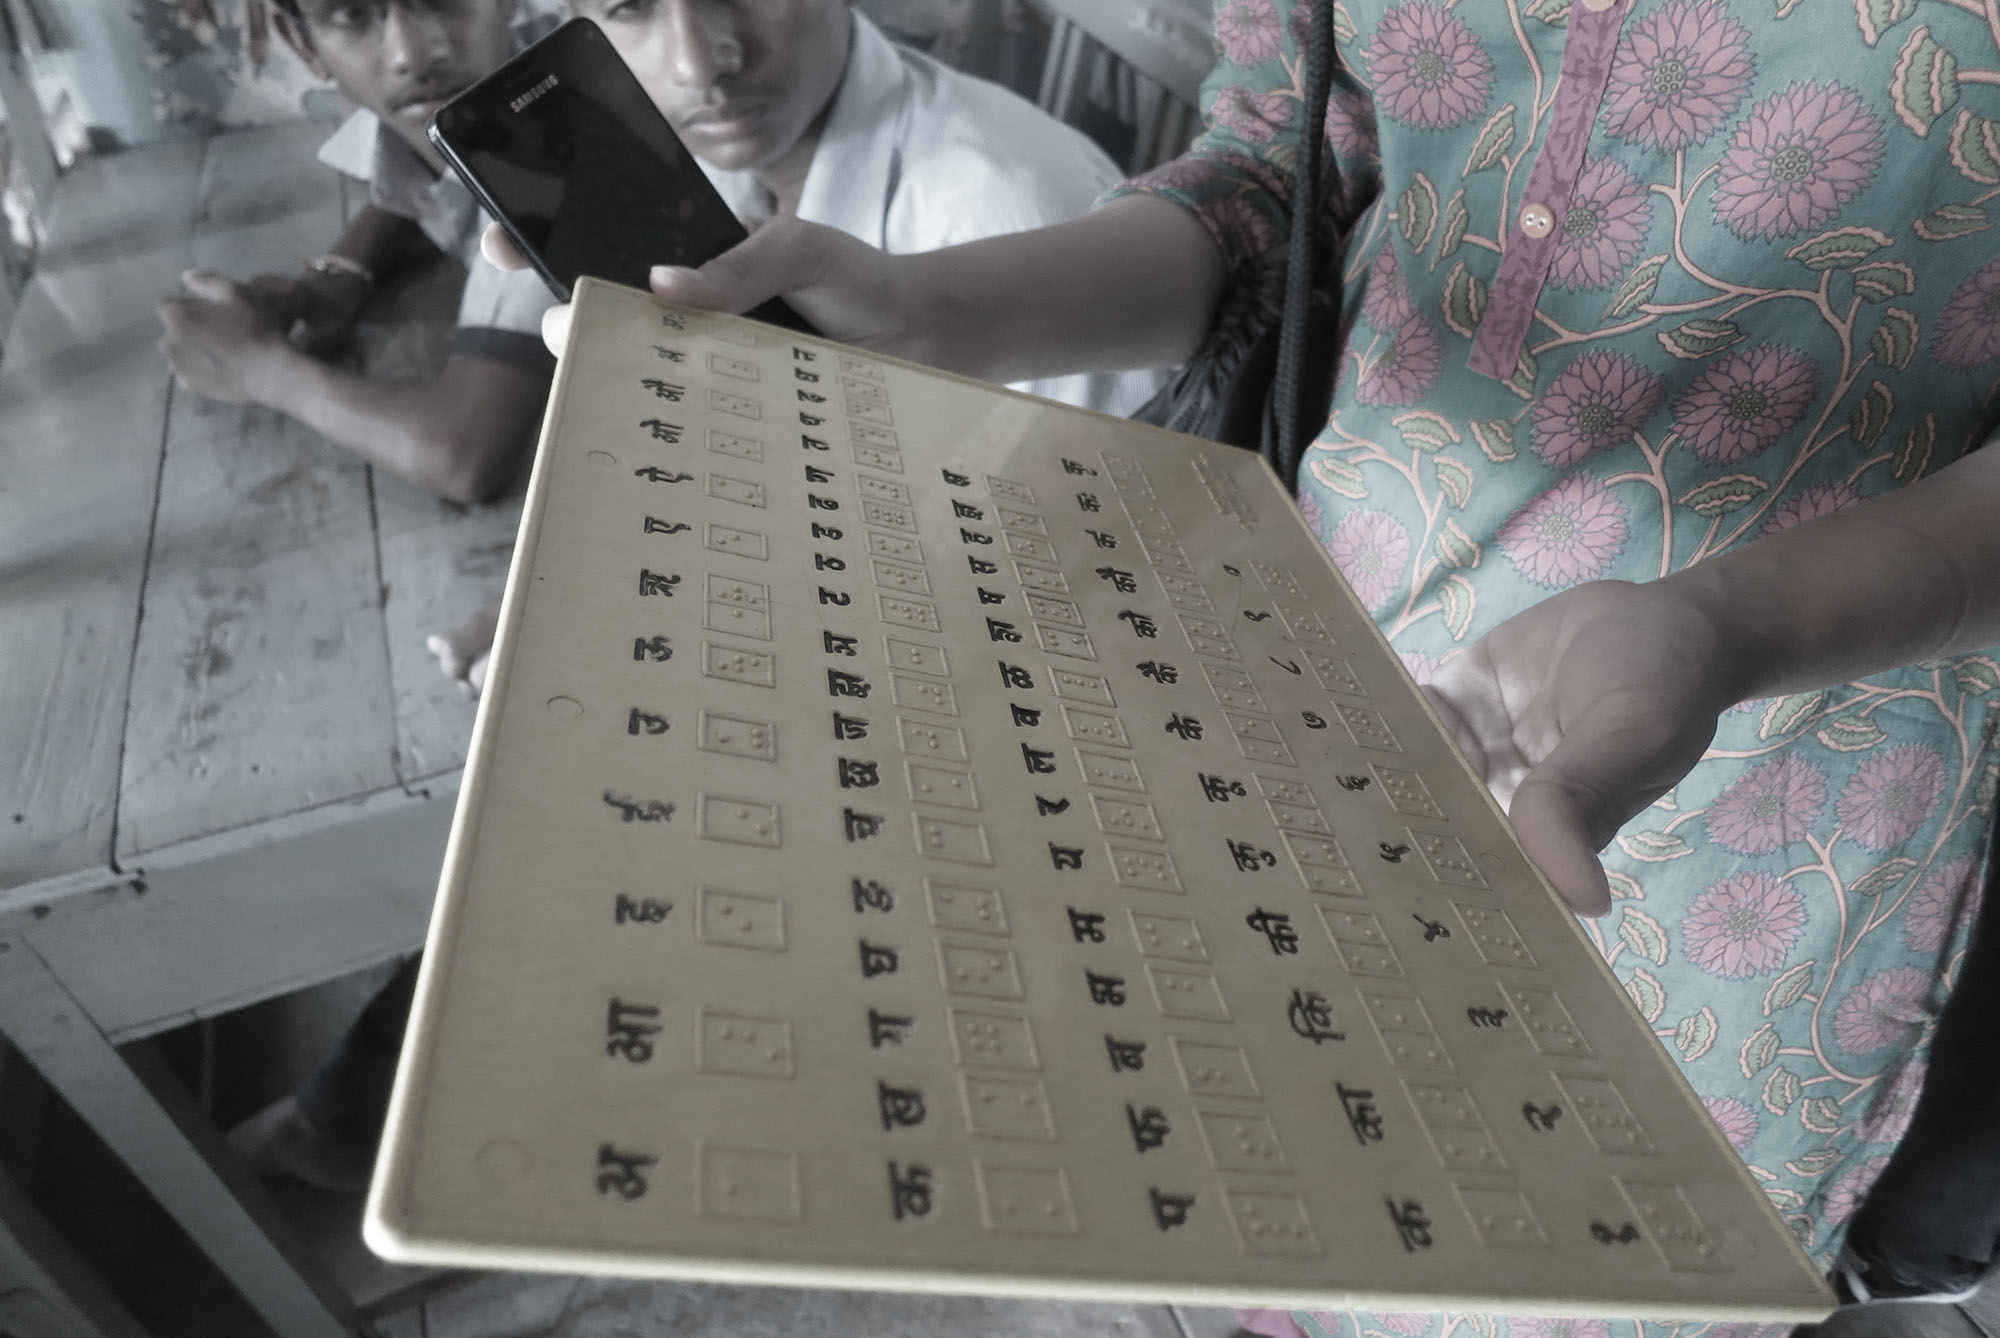 SAMSUNG
अ आ इ ई उ ऊ ऋ ए ऐ ओ औ अं अः
क ख ग घ ङ च छ ज झ ञ ट ठ ड ढ ण त थ द ध न
प फ ब भ म य र ल व ळ श ष स ह
क का कि की कु कू के कै को कौ कं कः कृ
१ २ ३ ४ ५ ६ ७ ८ ९ ०